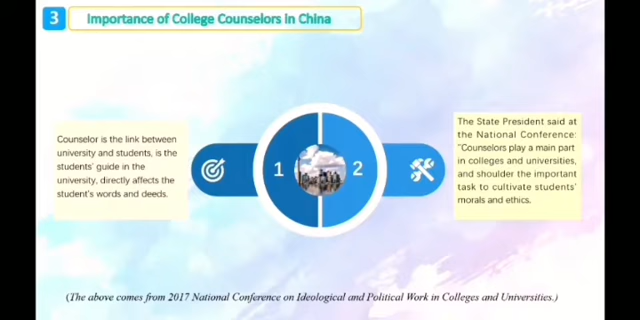 3 Importance of College Counselors in China
Counselor is the link between
university and students, is the
students' guide in the
university, directly affects the
student's words and deeds.
1
2
The State President said at
the National Conference:
"Counselors play a main part
in colleges and universities,
and shoulder the important
task to cultivate students'
morals and ethics.
(The above comes from 2017 National Conference on Ideological and Political Work in Colleges and Universities.)